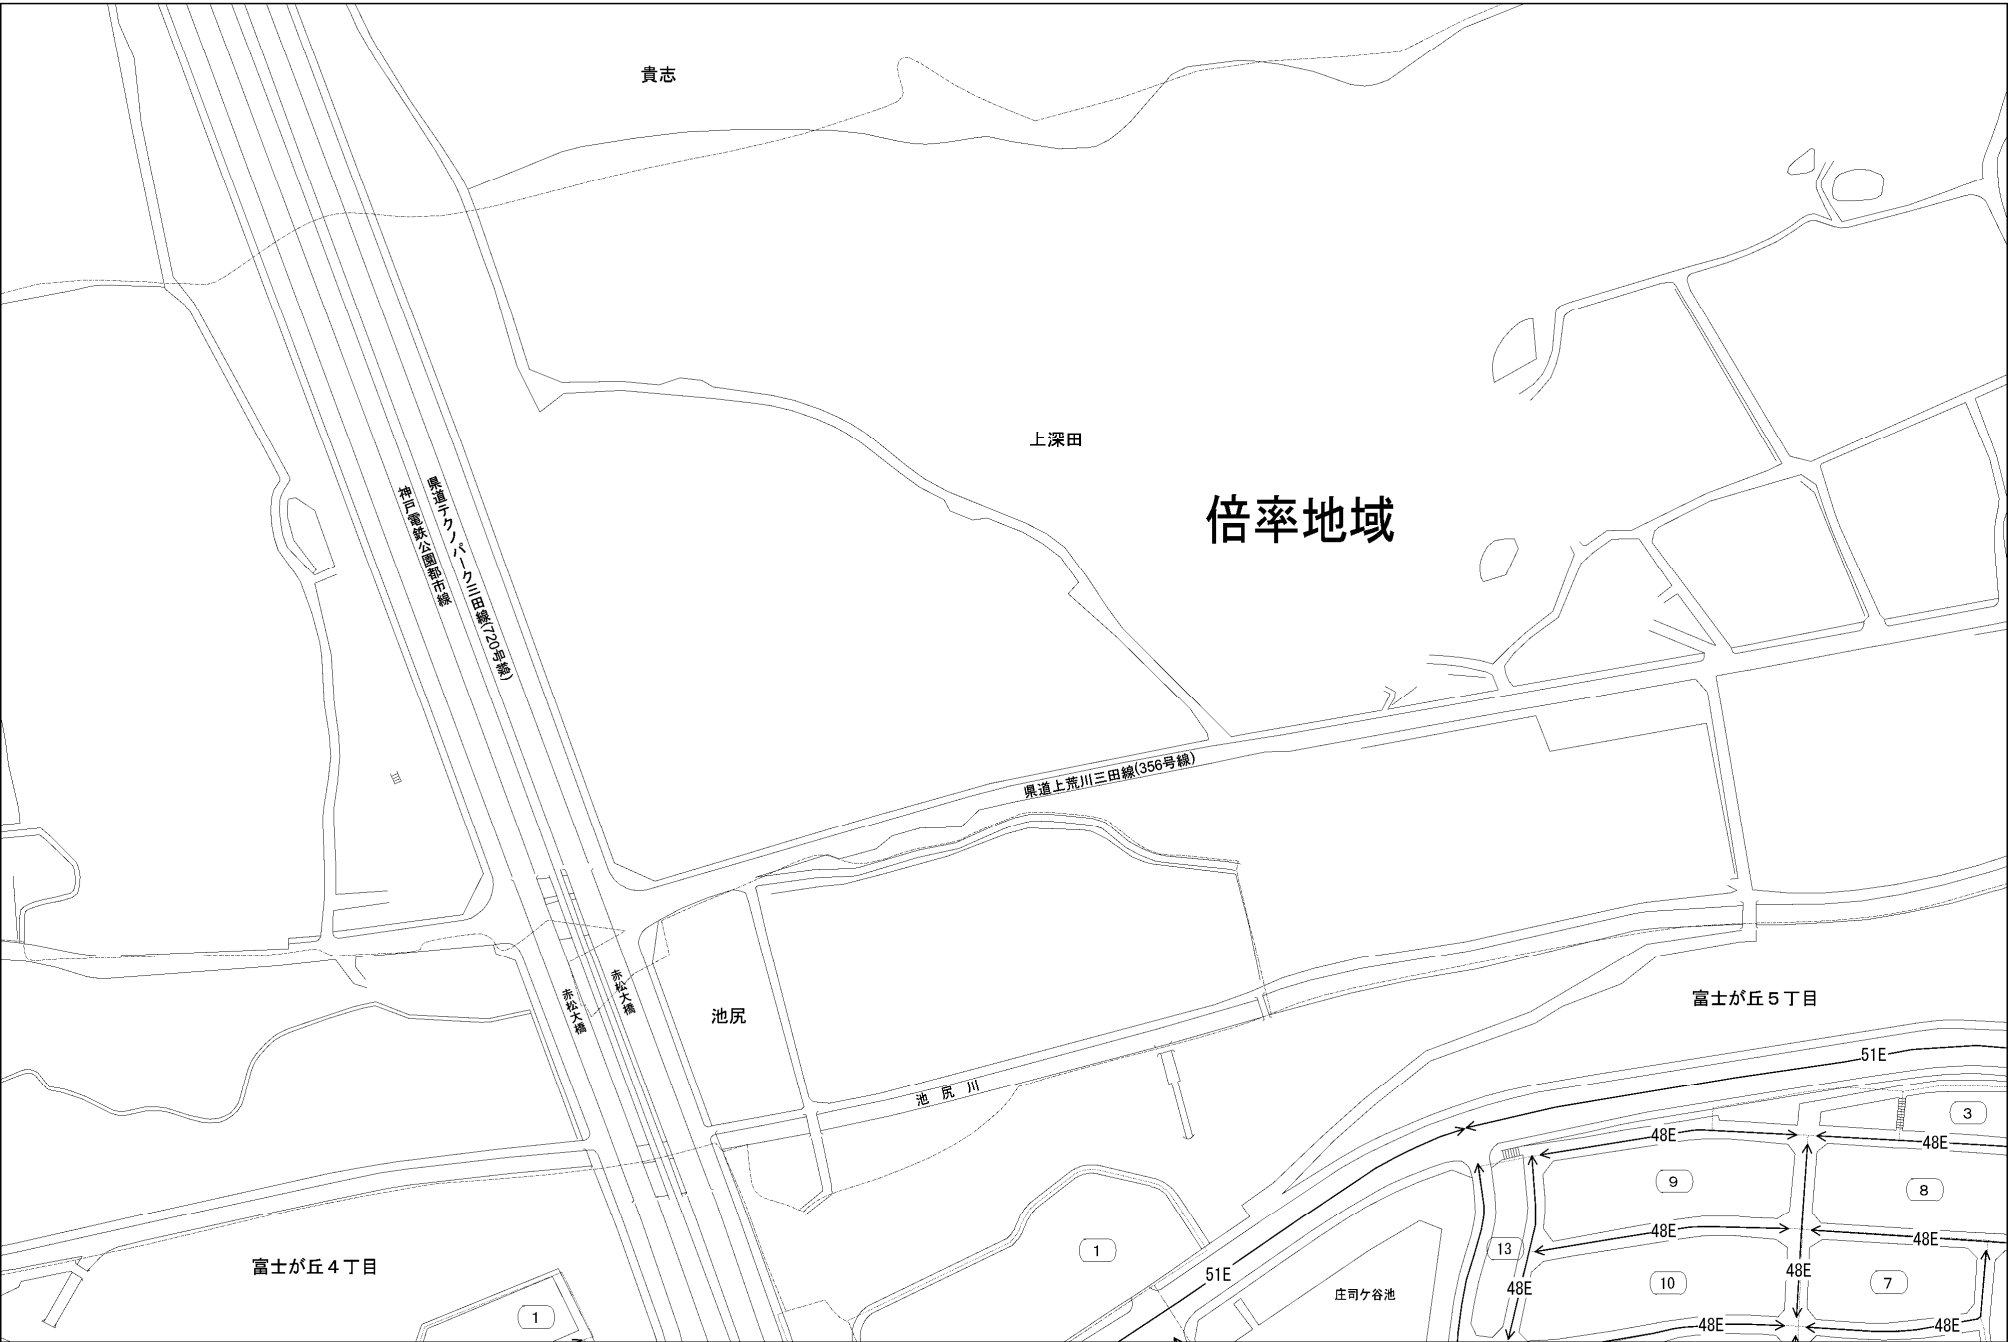 貴志
上深田
倍率地域
県道テクノパーク三田線(720号線)
神戸電鉄公園都市線
県道上荒川三田線(356号線)
赤松大橋
赤松大橋
池尻
富士が丘５丁目
51E
池尻川
3
48E
48E
9
8
48E
48E
13
1
富士が丘４丁目
51E
48E
48E
10
7
庄司ケ谷池
1
48E
48E